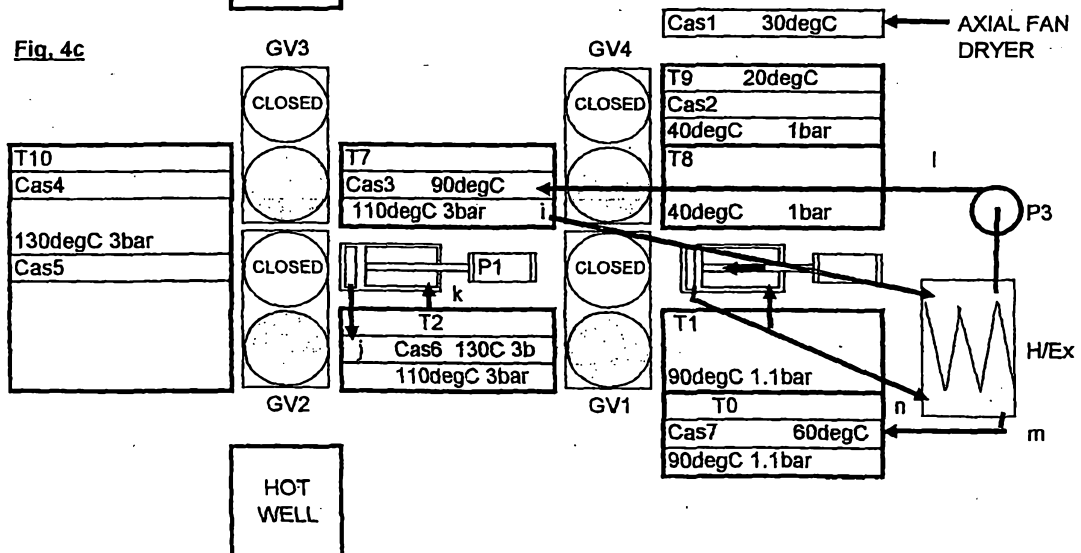 Fig, 4c
GV3
GV4
Cas1 30degC
AXIAL FAN
DRYER
CLOSED
CLOSED
T9 20degC
Cas2
40degC 1bar
T8
40degC 1bar
l
T10
Cas4
130degC 3bar
Cas5
T7
Cas3 90degC
110degC 3bar i
P3
CLOSED
P1
CLOSED
k
T2
j Cas6 130C 3b
110degC 3bar
T1
90degC 1.1bar
H/Ex
GV2
GV1
T0
n
Cas7 60degC
m
90degC 1.1bar
HOT
WELL